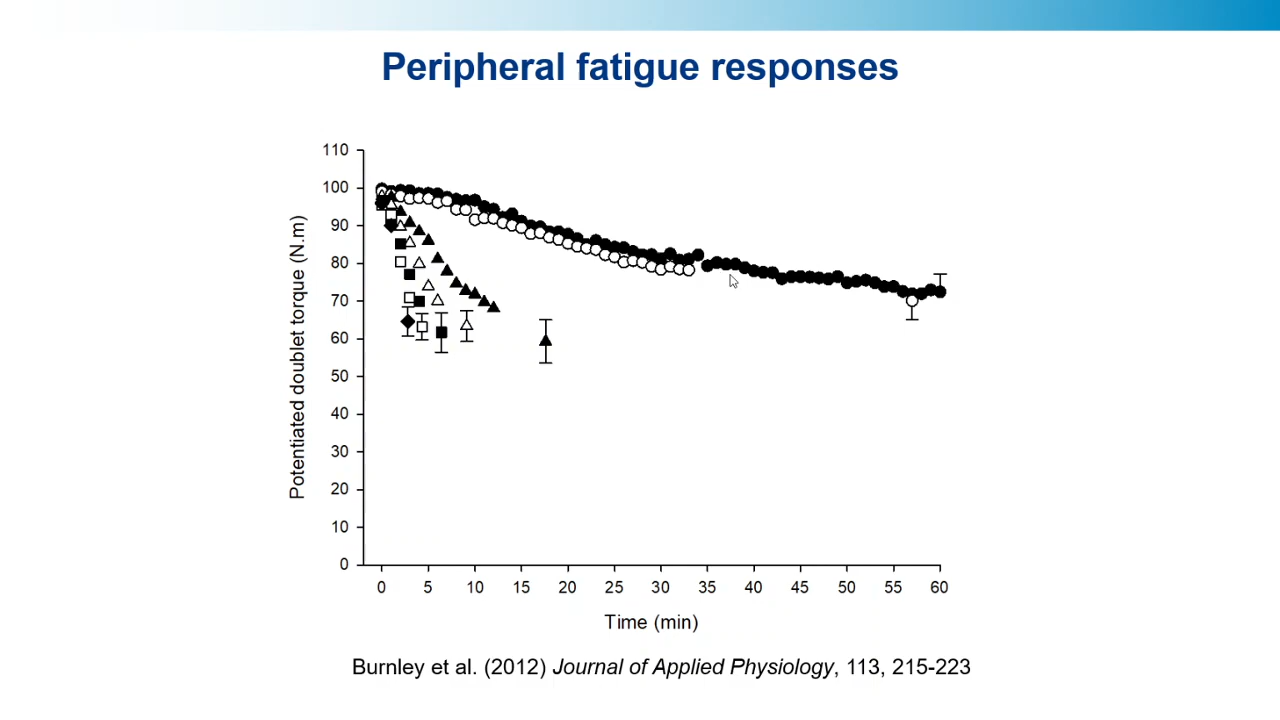 Peripheral fatigue responses
Potentiated doublet torque (N.m)
110
100
90
80
70
60
50
40
30
20
10
0
0 5 10 15 20 25 30 35 40 45 50 55 60
Time (min)
Burnley et al. (2012) Journal of Applied Physiology, 113, 215-223